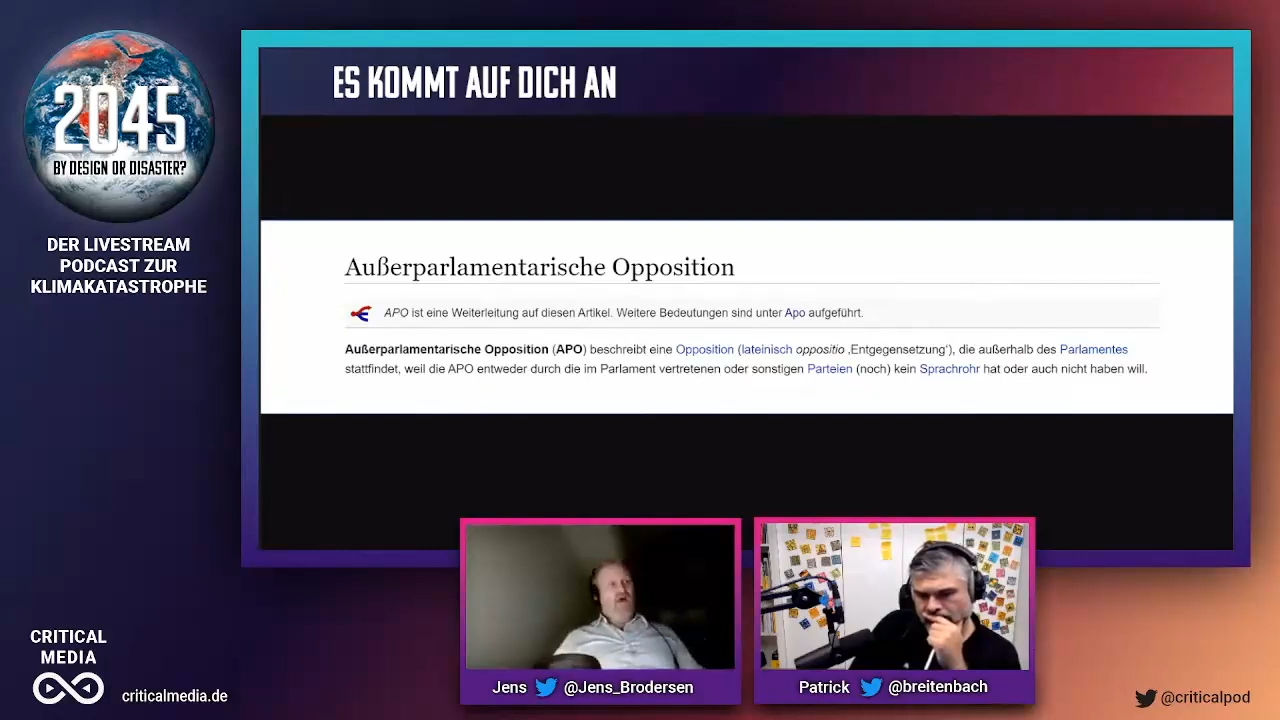 2045
BY DESIGN OR DISASTER?
DER LIVESTREAM
PODCAST ZUR
KLIMAKATASTROPHE
ES KOMMT AUF DICH AN
Außerparlamentarische Opposition
APO ist eine Weiterleitung auf diesen Artikel. Weitere Bedeutungen sind unter Apo aufgeführt.
Außerparlamentarische Opposition (APO) beschreibt eine Opposition (lateinisch oppositio ‚Entgegensetzung‘), die außerhalb des Parlamentes
stattfindet, weil die APO entweder durch die im Parlament vertretenen oder sonstigen Parteien (noch) kein Sprachrohr hat oder auch nicht haben will.
CRITICAL
MEDIA
criticalmedia.de
Jens @Jens_Brodersen
Patrick @breitenbach
@criticalpod